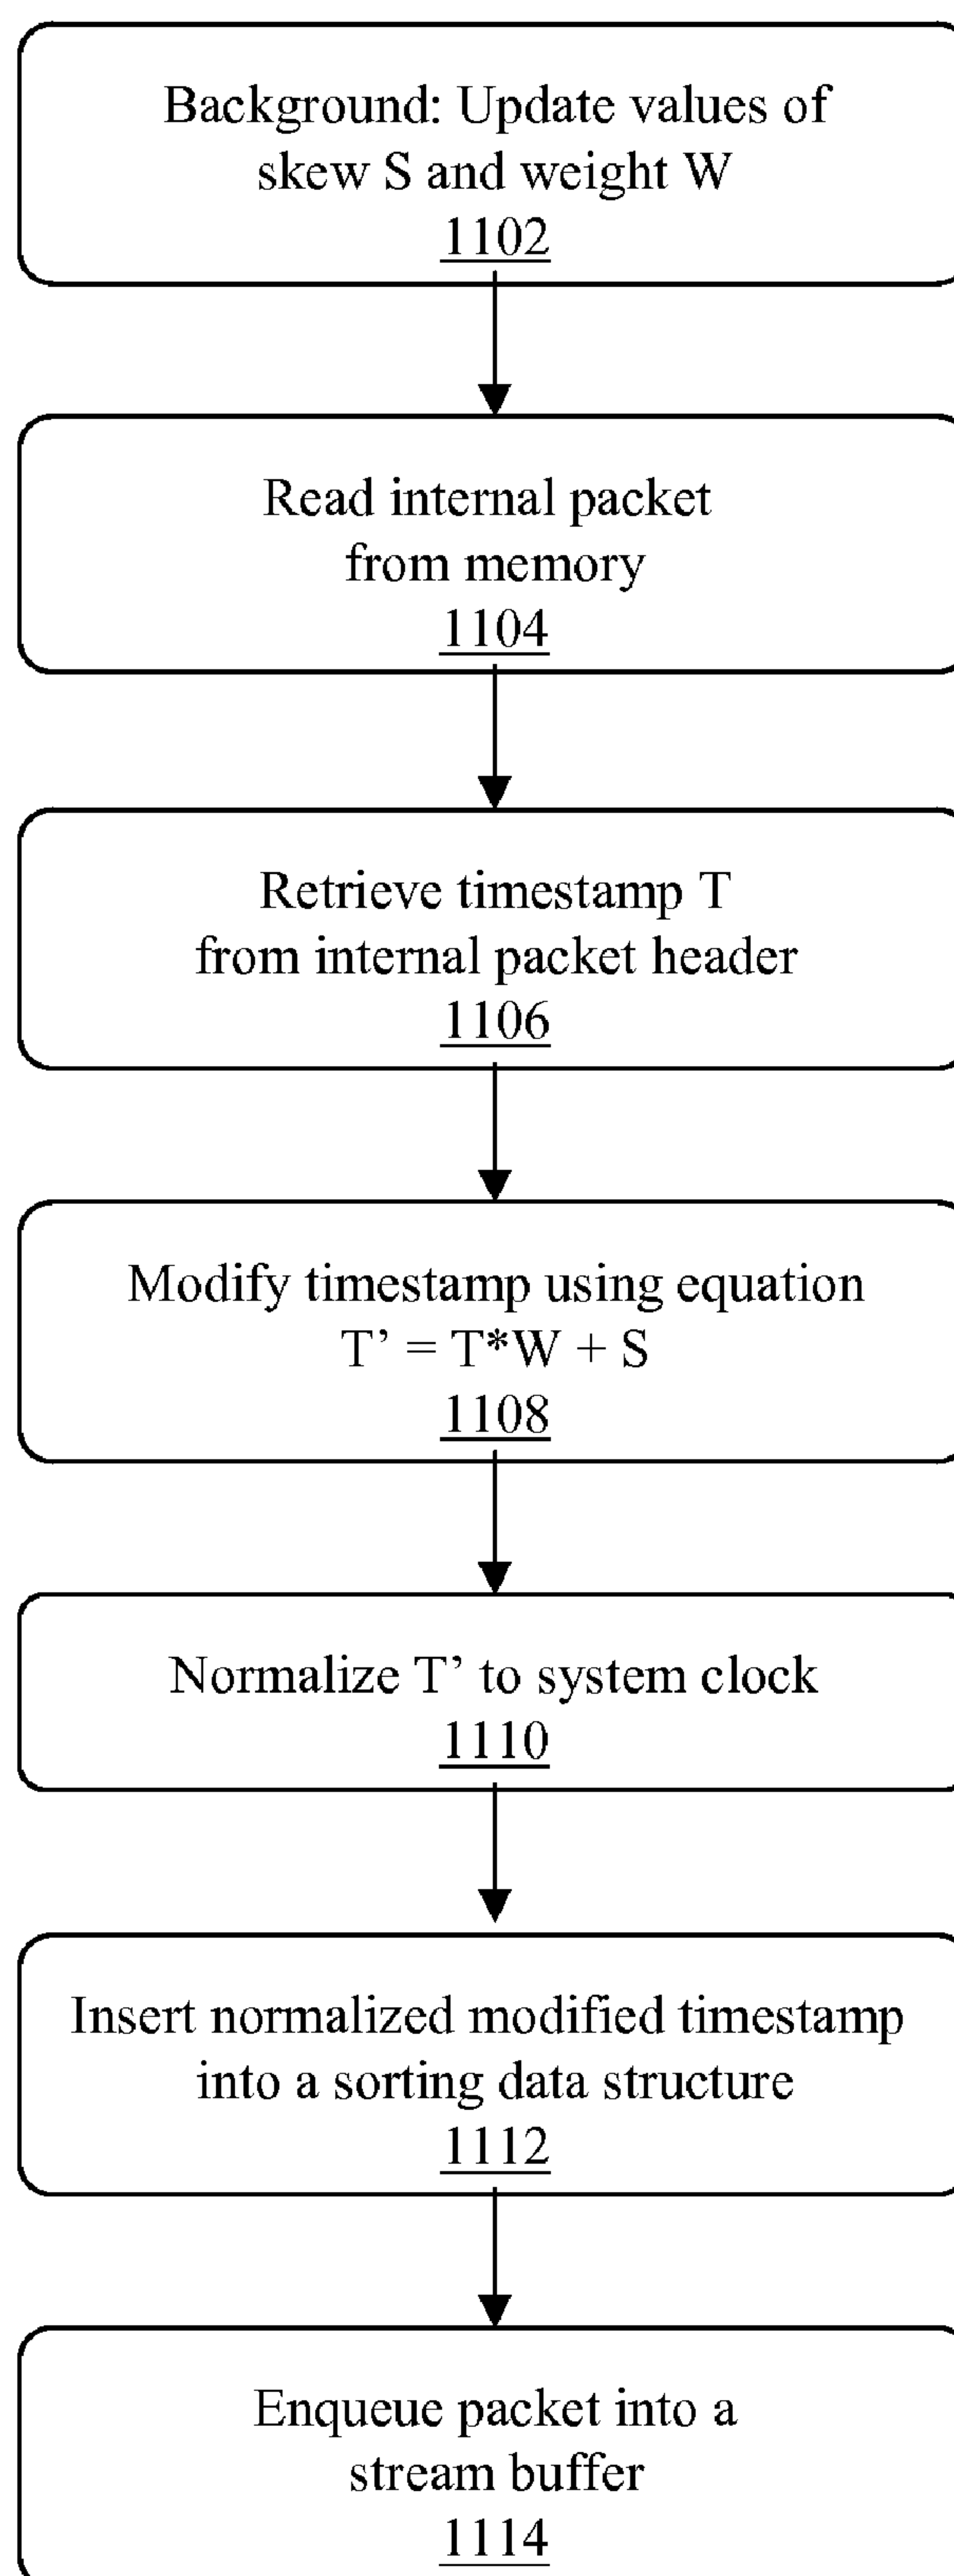 Background: Update values of
skew S and weight W
1102
Read internal packet
from memory
1104
Retrieve timestamp T
from internal packet header
1106
Modify timestamp using equation
T’ = T*W + S
1108
Normalize T’ to system clock
1110
Insert normalized modified timestamp
into a sorting data structure
1112
Enqueue packet into a
stream buffer
1114